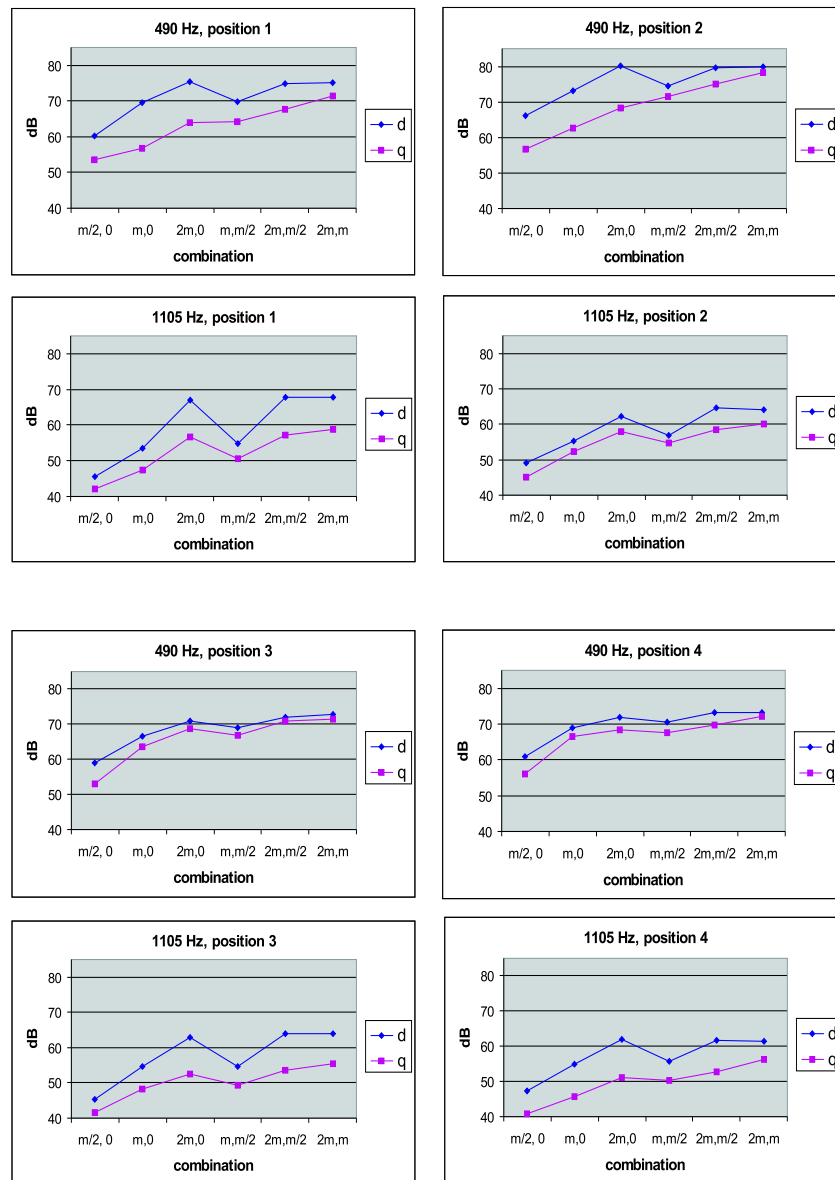 490 Hz, position 1
80
70
60
50
40
dB
m/2, 0 m,0 2m,0 m,m/2 2m,m/2 2m,m
combination
d
q
490 Hz, position 2
80
70
60
50
40
dB
m/2, 0 m,0 2m,0 m,m/2 2m,m/2 2m,m
combination
d
q
1105 Hz, position 1
80
70
60
50
40
dB
m/2, 0 m,0 2m,0 m,m/2 2m,m/2 2m,m
combination
d
q
1105 Hz, position 2
80
70
60
50
40
dB
m/2, 0 m,0 2m,0 m,m/2 2m,m/2 2m,m
combination
d
q
490 Hz, position 3
80
70
60
50
40
dB
m/2, 0 m,0 2m,0 m,m/2 2m,m/2 2m,m
combination
d
q
490 Hz, position 4
80
70
60
50
40
dB
m/2, 0 m,0 2m,0 m,m/2 2m,m/2 2m,m
combination
d
q
1105 Hz, position 3
80
70
60
50
40
dB
m/2, 0 m,0 2m,0 m,m/2 2m,m/2 2m,m
combination
d
q
1105 Hz, position 4
80
70
60
50
40
dB
m/2, 0 m,0 2m,0 m,m/2 2m,m/2 2m,m
combination
d
q